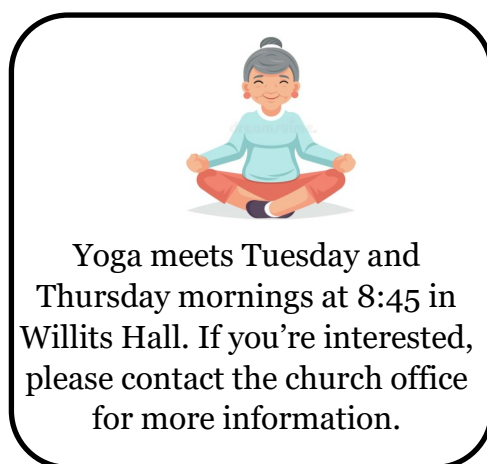 Yoga meets Tuesday and
Thursday mornings at 8:45 in
Willits Hall. If you’re interested,
please contact the church office
for more information.